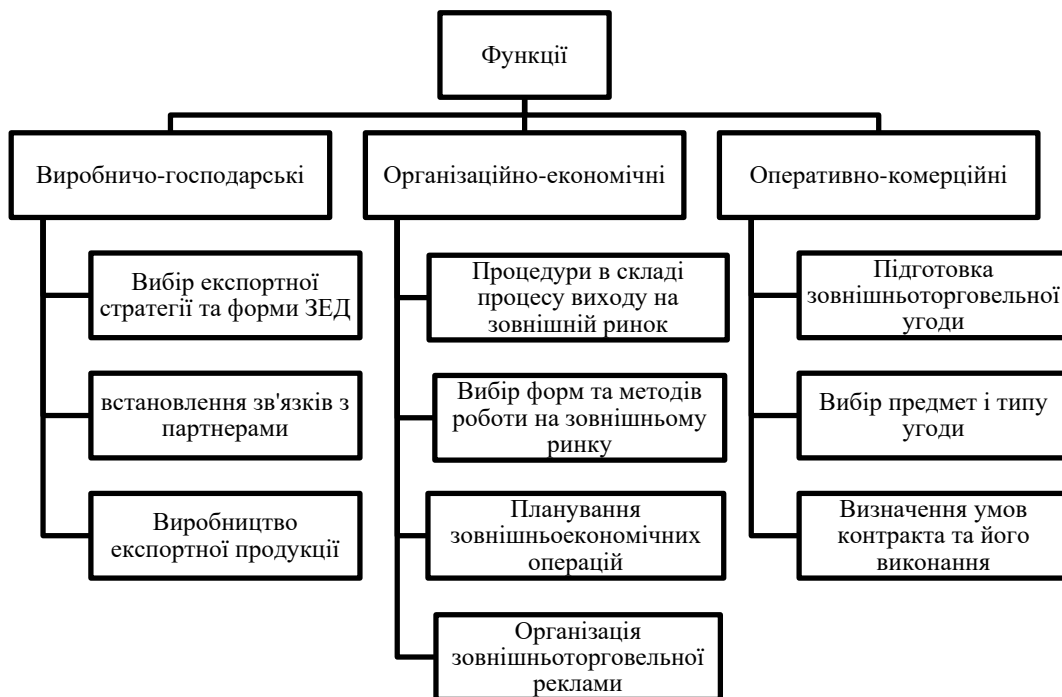 Функції
Виробничо-господарські
Вибір експортної
стратегії та форми ЗЕД
встановлення зв'язків з
партнерами
Виробництво
експортної продукції
Організаційно-економічні
Процедури в складі
процесу виходу на
зовнішній ринок
Вибір форм та методів
роботи на зовнішньому
ринку
Планування
зовнішньоекономічних
операцій
Організація
зовнішньоторговельної
реклами
Оперативно-комерційні
Підготовка
зовнішньоторговельної
угоди
Вибір предмет і типу
угоди
Визначення умов
контракта та його
виконання